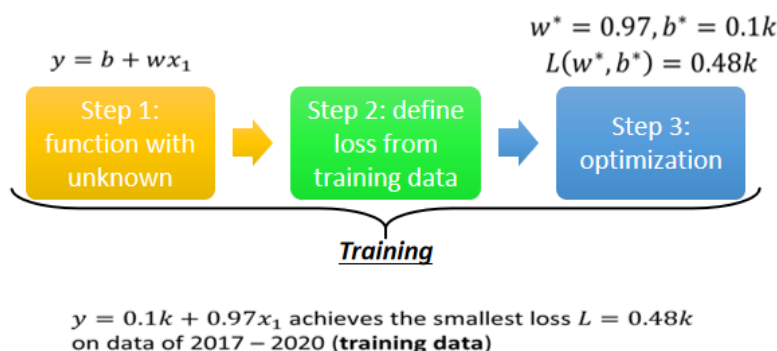 w* = 0.97, b* = 0.1k
y = b + wx₁
L(w*, b*) = 0.48k
Step 1:
function with
unknown
Step 2: define
loss from
training data
Step 3:
optimization
Training
y = 0.1k + 0.97x₁ achieves the smallest loss L = 0.48k
on data of 2017 – 2020 (training data)